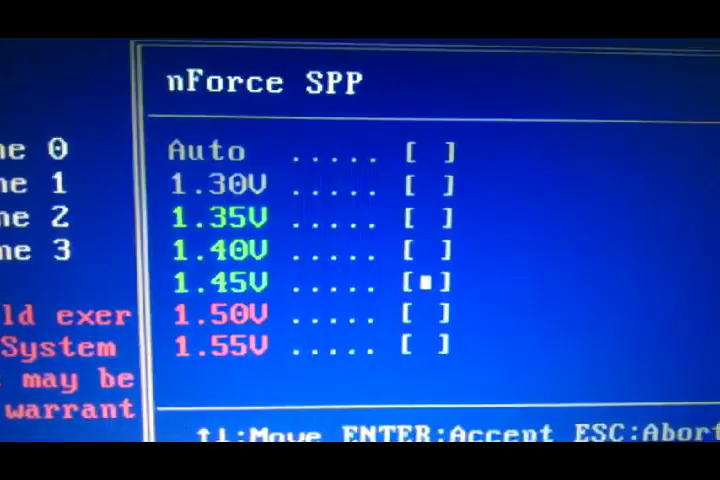 nForce SPP
Auto ..... [ ]
1.30V ..... [ ]
1.35V ..... [ ]
1.40V ..... [ ]
1.45V ..... [■]
1.50V ..... [ ]
1.55V ..... [ ]
↑↓:Move ENTER:Accept ESC:Abort
ne 0
ne 1
ne 2
ne 3
ld exer
System
may be
warrant